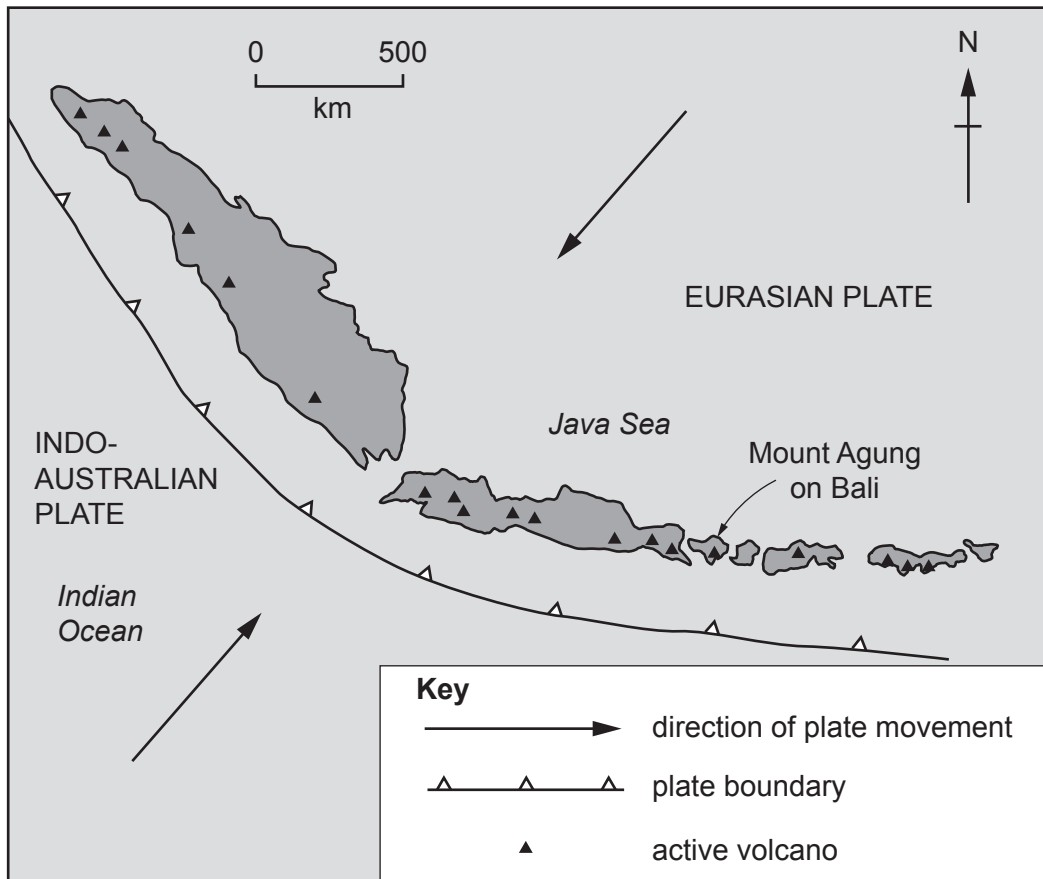 0 500
km
N
EURASIAN PLATE
Java Sea
Mount Agung
on Bali
INDO-
AUSTRALIAN
PLATE
Indian
Ocean
Key
direction of plate movement
plate boundary
active volcano